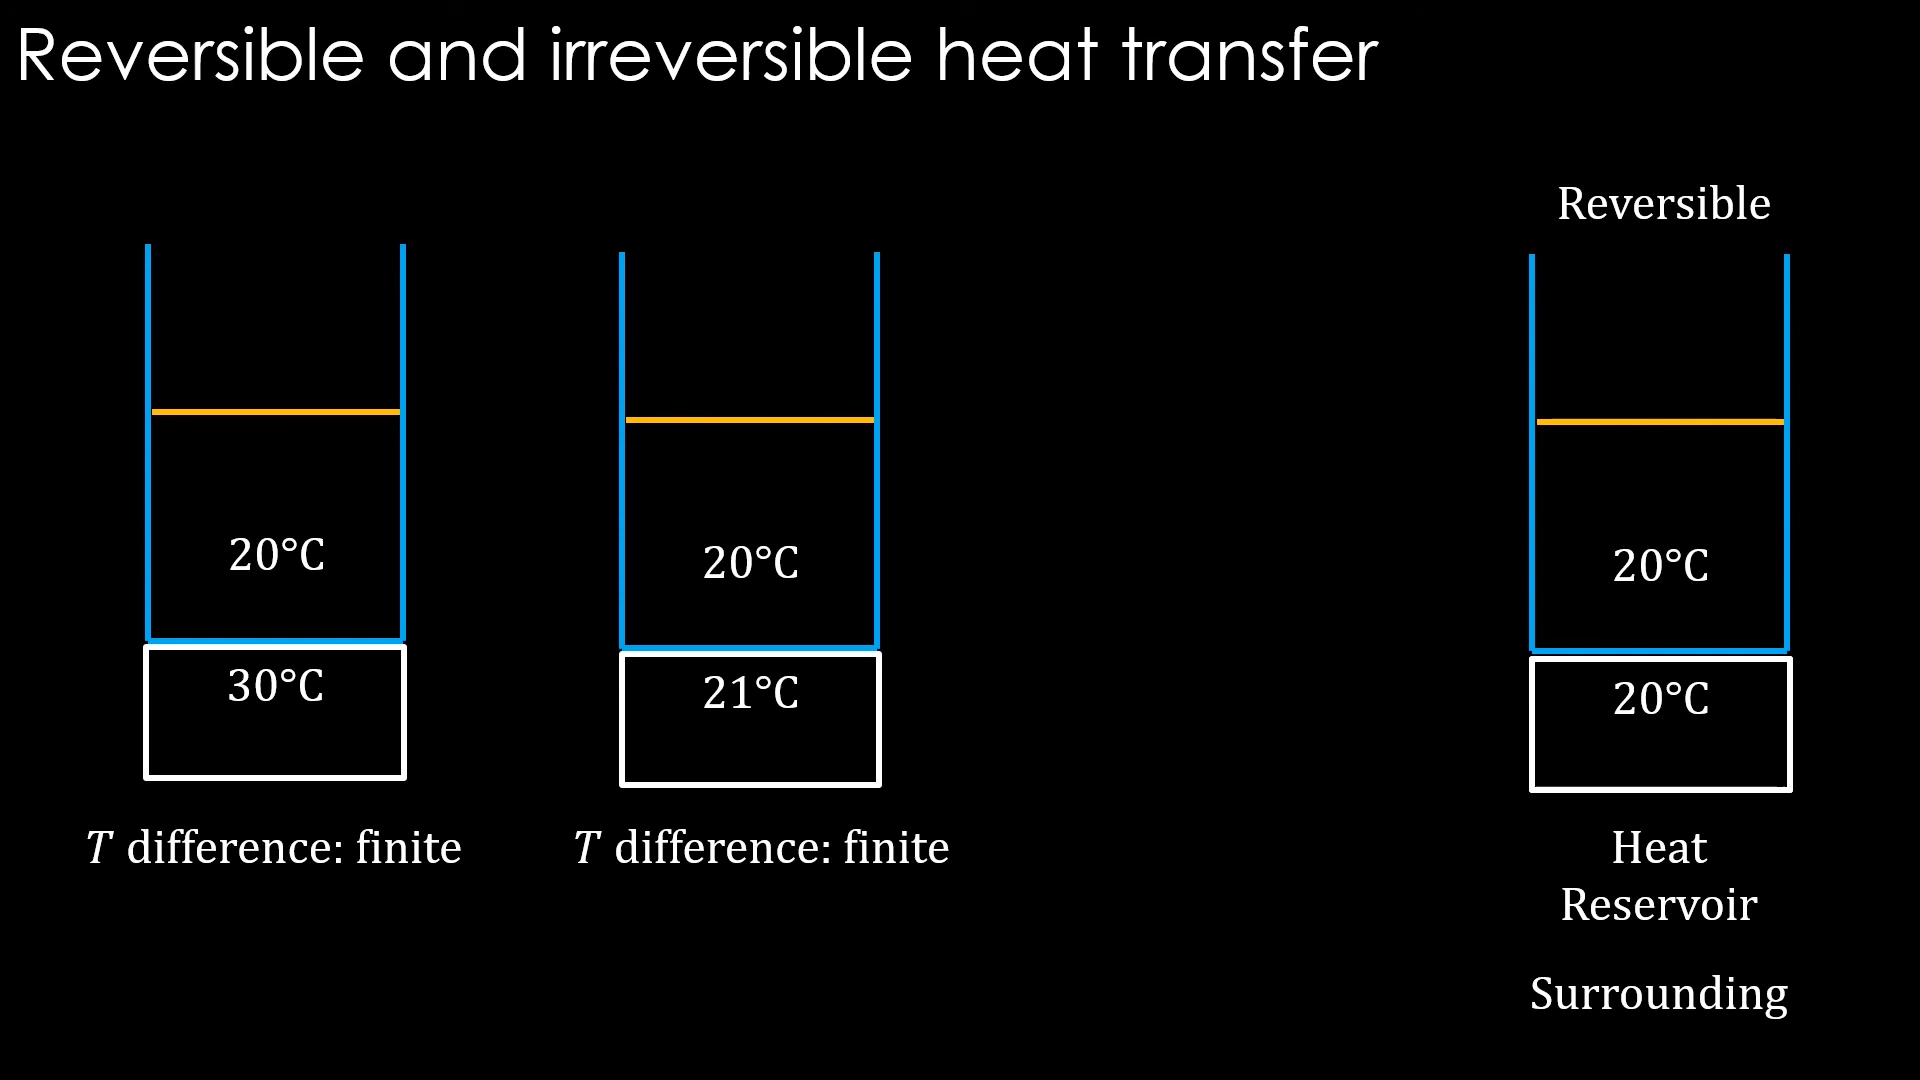 Reversible and irreversible heat transfer
Reversible
20°C
20°C
20°C
30°C
21°C
20°C
T difference: finite
T difference: finite
Heat
Reservoir
Surrounding